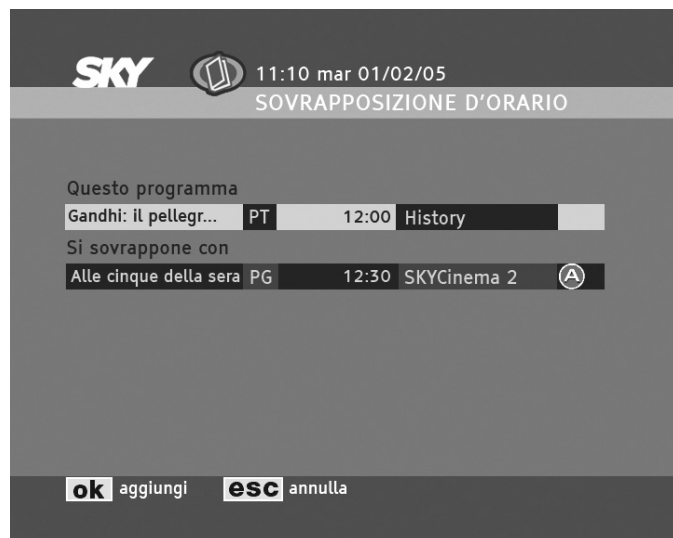 SKY 11:10 mar 01/02/05
SOVRAPPOSIZIONE D'ORARIO
Questo programma
Gandhi: il pellegr... PT 12:00 History
Si sovrappone con
Alle cinque della sera PG 12:30 SKYCinema 2 A
ok aggiungi esc annulla